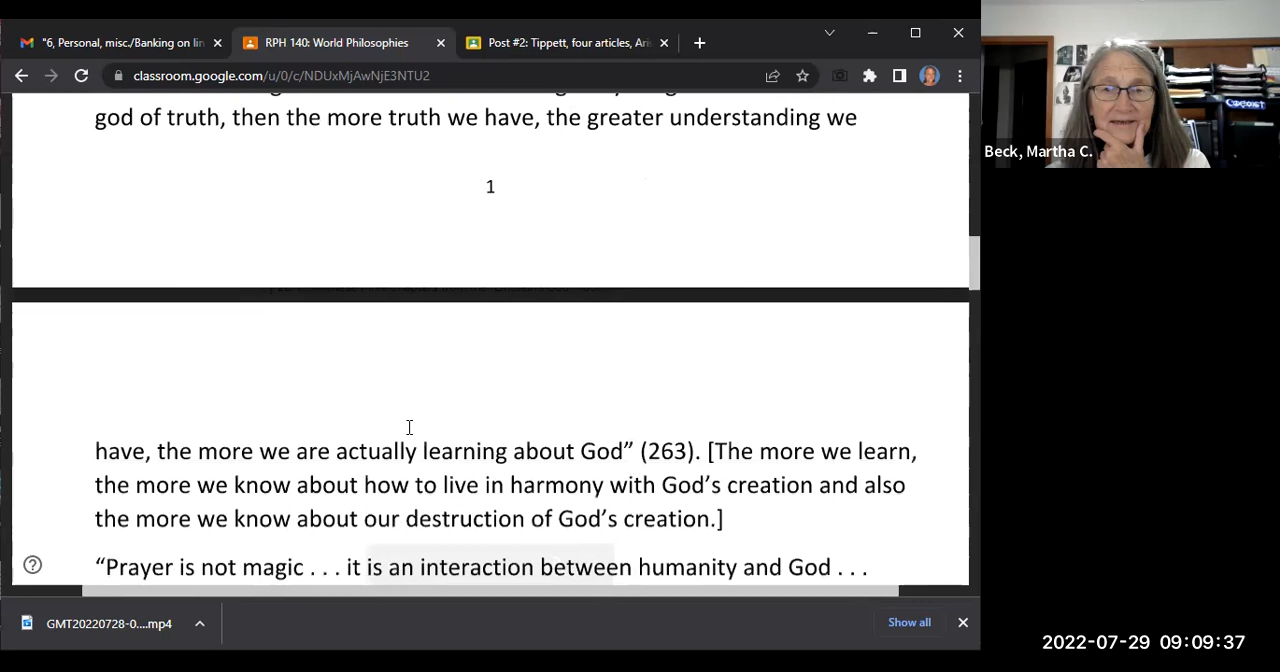 "6, Personal, misc./Banking on lin
RPH 140: World Philosophies
Post #2: Tippett, four articles, Aris
classroom.google.com/u/0/c/NDUxMjAwNjE3NTU2
god of truth, then the more truth we have, the greater understanding we
1
have, the more we are actually learning about God” (263). [The more we learn,
the more we know about how to live in harmony with God’s creation and also
the more we know about our destruction of God’s creation.]
“Prayer is not magic . . . it is an interaction between humanity and God . . .
GMT20220728-0....mp4
Show all
COEXIST
Beck, Martha C.
2022-07-29 09:09:37